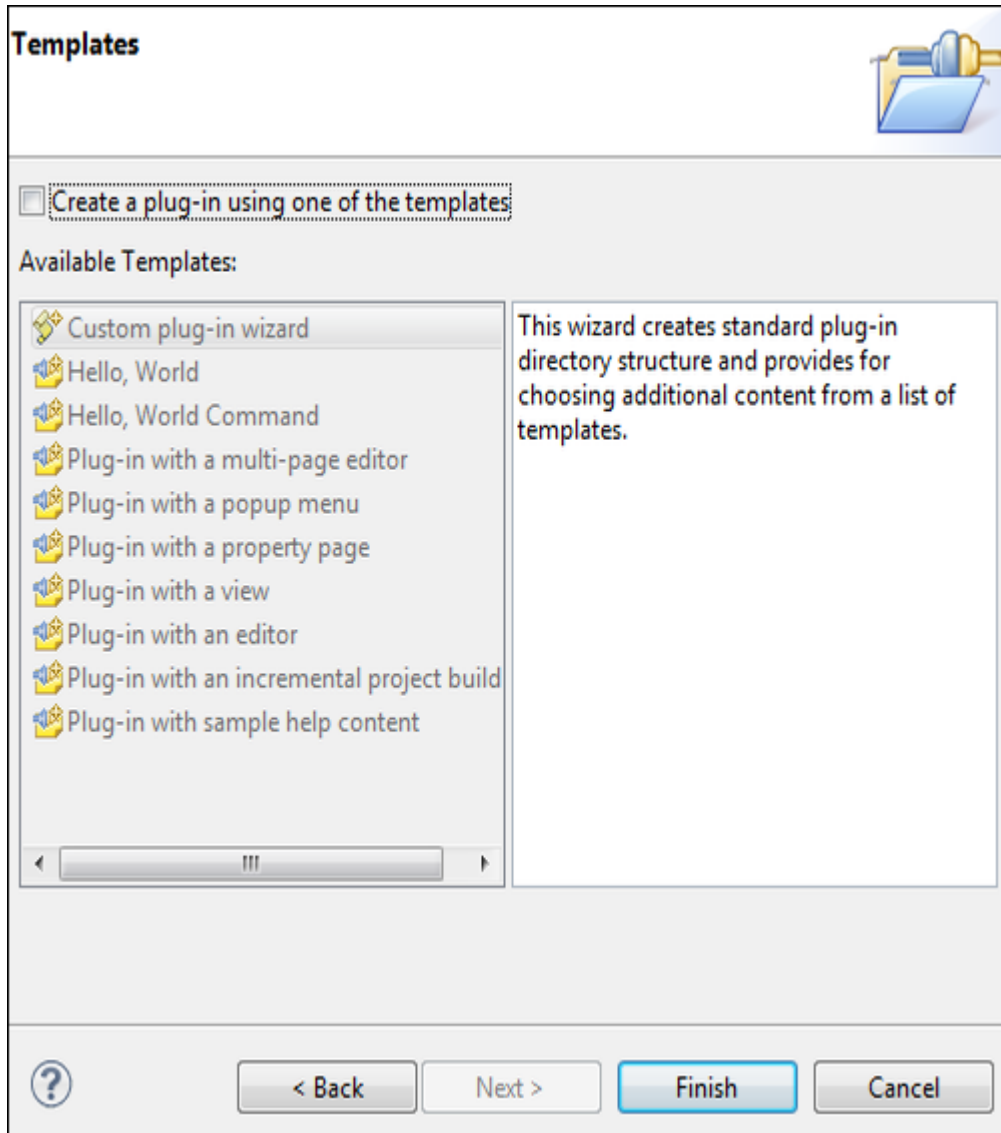 Templates
Create a plug-in using one of the templates
Available Templates:
Custom plug-in wizard
Hello, World
Hello, World Command
Plug-in with a multi-page editor
Plug-in with a popup menu
Plug-in with a property page
Plug-in with a view
Plug-in with an editor
Plug-in with an incremental project build
Plug-in with sample help content
This wizard creates standard plug-in
directory structure and provides for
choosing additional content from a list of
templates.
?
< Back
Next >
Finish
Cancel